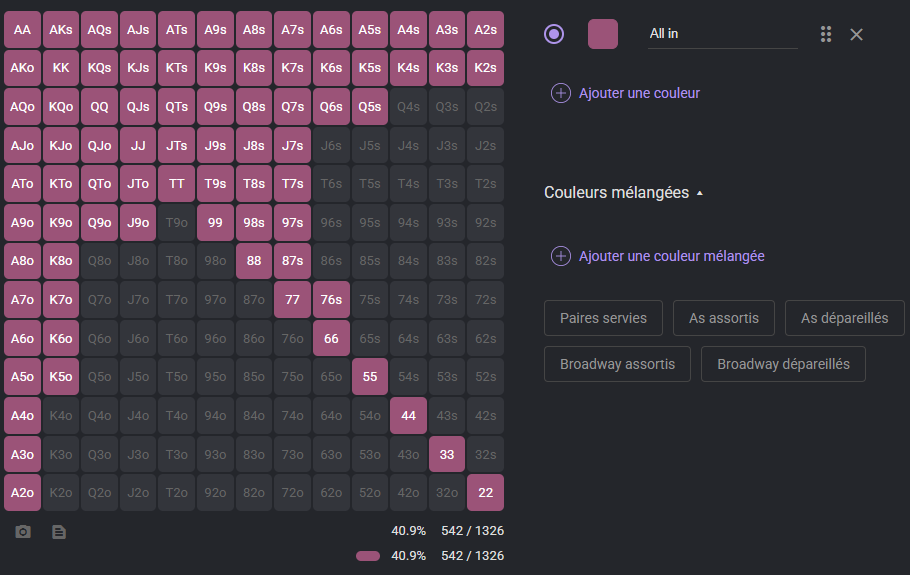 AA AKs AQs AJs ATs A9s A8s A7s A6s A5s A4s A3s A2s
AKo KK KQs KJs KTs K9s K8s K7s K6s K5s K4s K3s K2s
AQo KQo QQ QJs QTs Q9s Q8s Q7s Q6s Q5s Q4s Q3s Q2s
AJo KJo QJo JJ JTs J9s J8s J7s J6s J5s J4s J3s J2s
ATo KTo QTo JTo TT T9s T8s T7s T6s T5s T4s T3s T2s
A9o K9o Q9o J9o T9o 99 98s 97s 96s 95s 94s 93s 92s
A8o K8o Q8o J8o T8o 98o 88 87s 86s 85s 84s 83s 82s
A7o K7o Q7o J7o T7o 97o 87o 77 76s 75s 74s 73s 72s
A6o K6o Q6o J6o T6o 96o 86o 76o 66 65s 64s 63s 62s
A5o K5o Q5o J5o T5o 95o 85o 75o 65o 55 54s 53s 52s
A4o K4o Q4o J4o T4o 94o 84o 74o 64o 54o 44 43s 42s
A3o K3o Q3o J3o T3o 93o 83o 73o 63o 53o 43o 33 32s
A2o K2o Q2o J2o T2o 92o 82o 72o 62o 52o 42o 32o 22
40.9% 542 / 1326
40.9% 542 / 1326
All in
Ajouter une couleur
Couleurs mélangées
Ajouter une couleur mélangée
Paires servies As assortis As dépareillés
Broadway assortis Broadway dépareillés